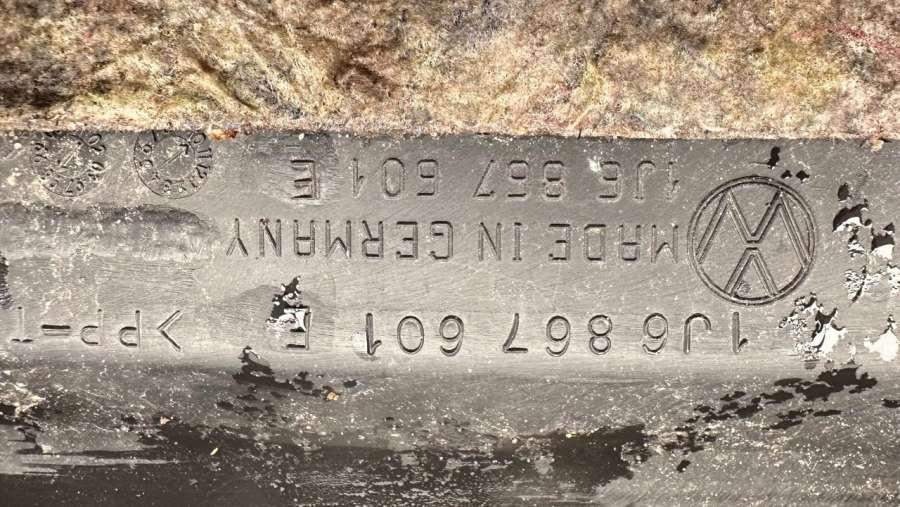 1J6 867 601 E >PP=T
MADE IN GERMANY
1J6 867 601 E